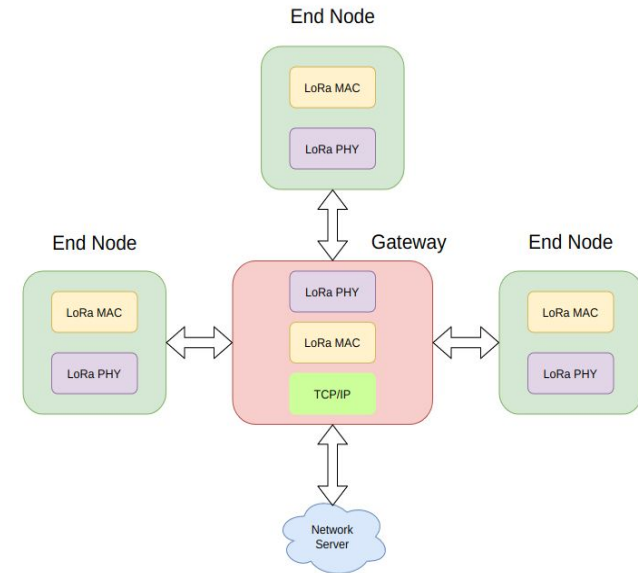 End Node
LoRa MAC
LoRa PHY
End Node
LoRa MAC
LoRa PHY
Gateway
LoRa PHY
LoRa MAC
TCP/IP
End Node
LoRa MAC
LoRa PHY
Network
Server